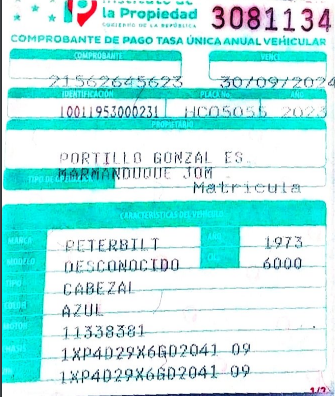 Instituto de
la Propiedad
GOBIERNO DE LA REPÚBLICA
3081134
COMPROBANTE DE PAGO TASA ÚNICA ANUAL VEHICULAR
COMPROBANTE VENCE
21562645623 30/09/2024
IDENTIFICACIÓN PLACA No. AÑO
10011953000231 HCO5055 2023
PROPIETARIO
PORTILLO GONZAL ES
MARMANDUQUE JOM
TIPO DE
Matricula
CARACTERÍSTICAS DEL VEHÍCULO
MARCA PETERBILT AÑO 1973
MODELO DESCONOCIDO 6000
TIPO CABEZAL
COLOR AZUL
MOTOR 11338381
CHASIS 1XP4D29X6GD2041 09
1XP4D29X6GD2041 09
1/2